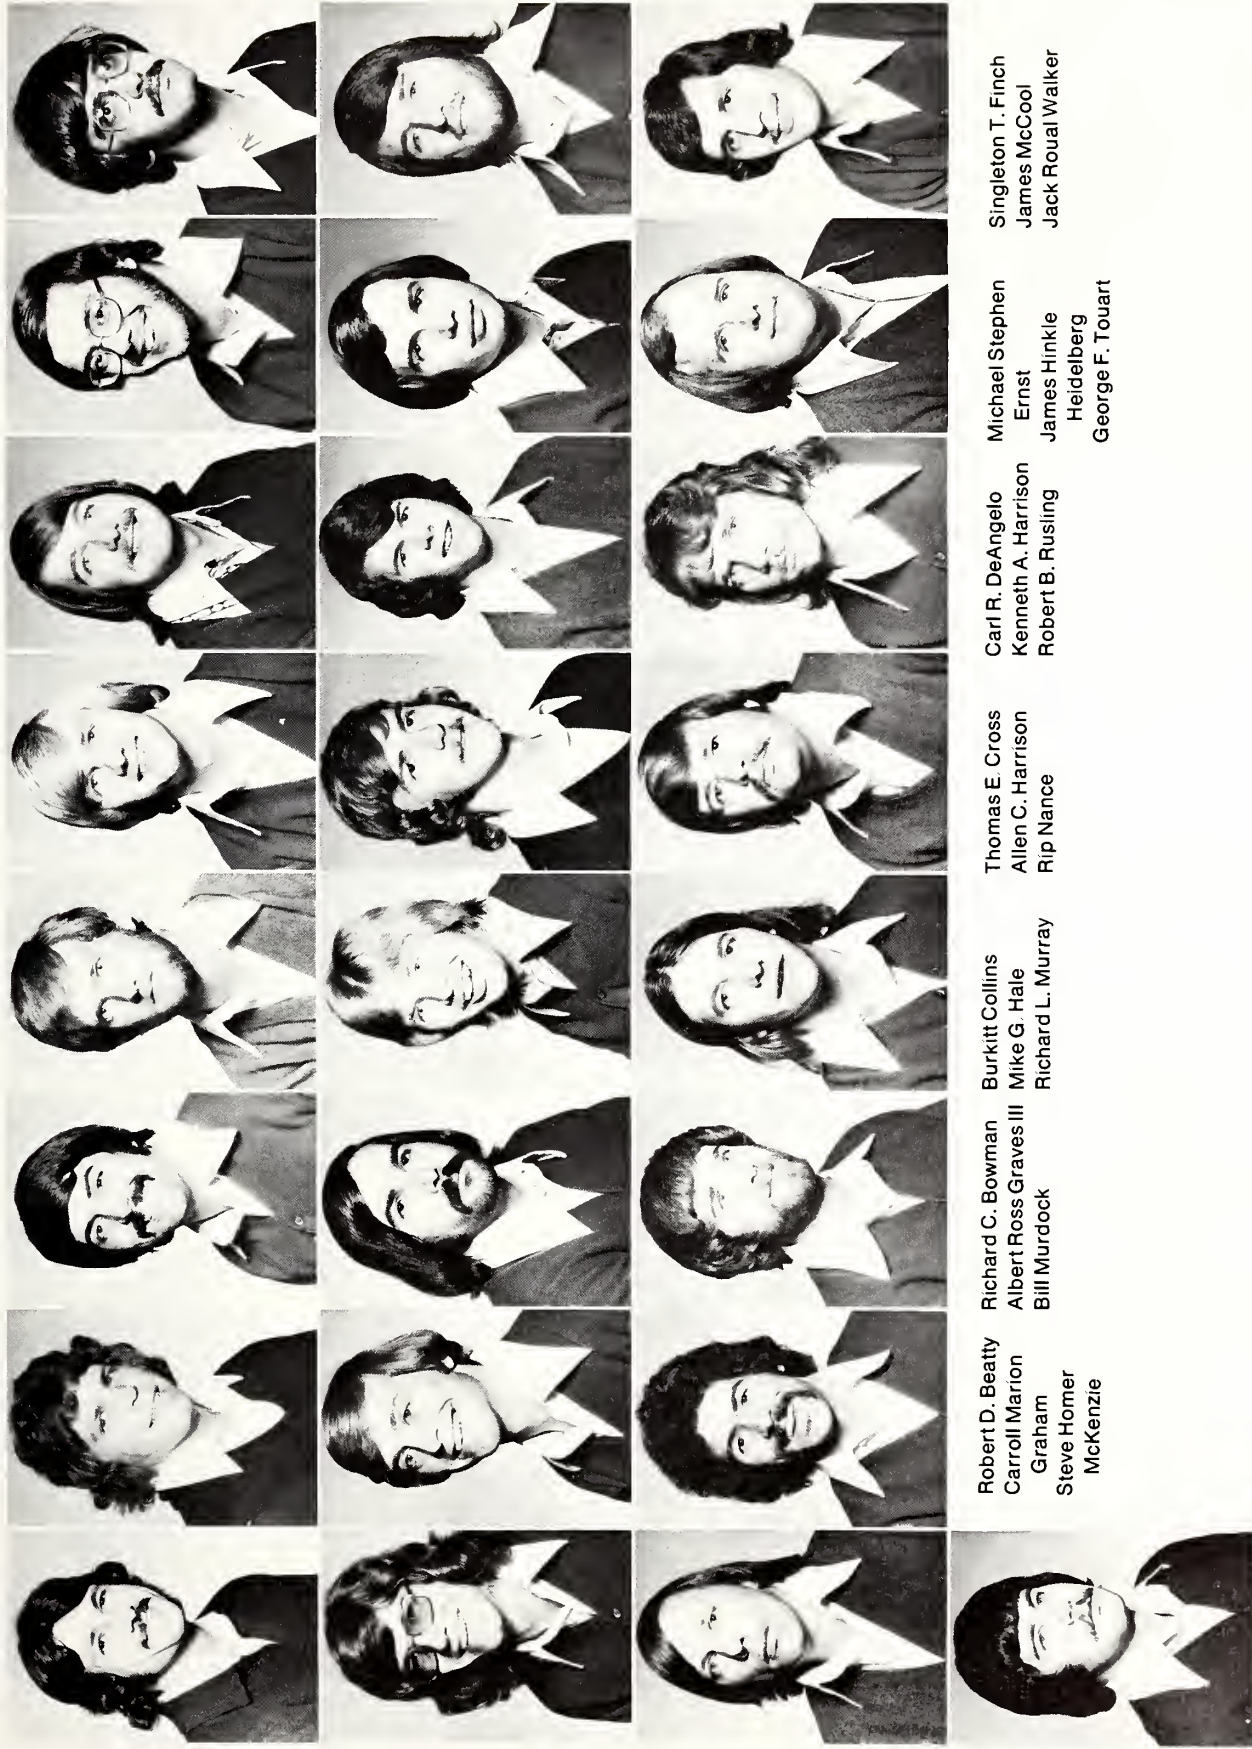 Robert D. Beatty
Carroll Marion
Graham
Steve Homer
McKenzie
Richard C. Bowman
Albert Ross Graves III
Bill Murdock
Burkitt Collins
Mike G. Hale
Richard L. Murray
Thomas E. Cross
Allen C. Harrison
Rip Nance
Carl R. DeAngelo
Kenneth A. Harrison
Robert B. Rusling
Michael Stephen
Ernst
James Hinkle
Heidelberg
George F. Touart
Singleton T. Finch
James McCool
Jack Roual Walker